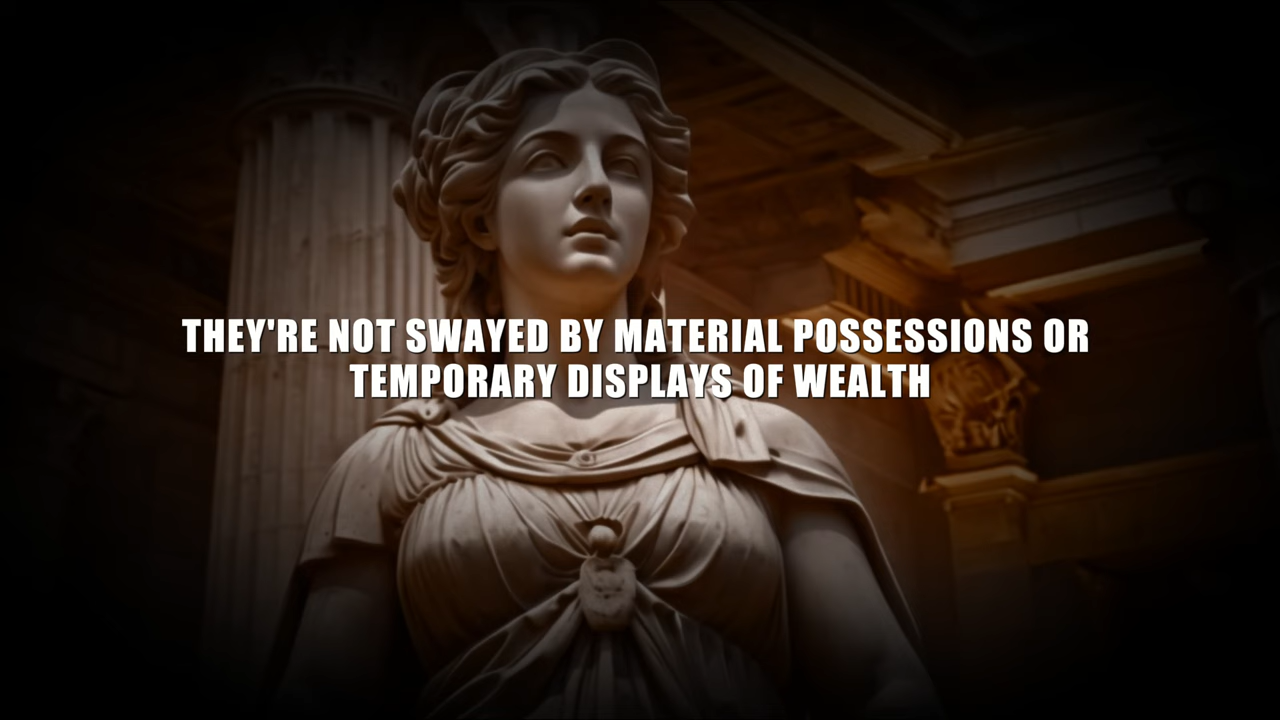 THEY'RE NOT SWAYED BY MATERIAL POSSESSIONS OR
TEMPORARY DISPLAYS OF WEALTH